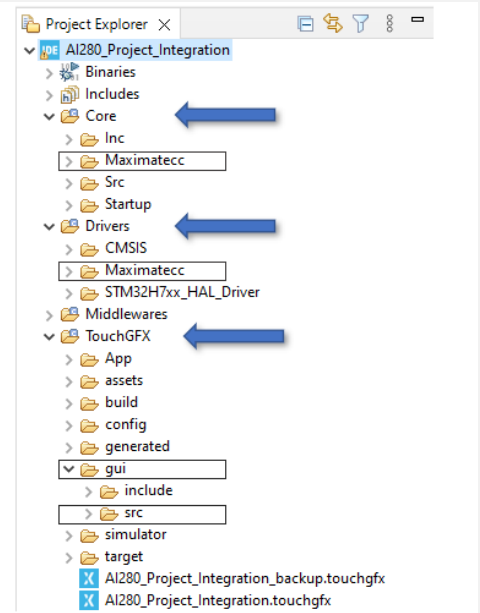 Project Explorer
IDE AI280_Project_Integration
Binaries
Includes
Core
Inc
Maximatecc
Src
Startup
Drivers
CMSIS
Maximatecc
STM32H7xx_HAL_Driver
Middlewares
TouchGFX
App
assets
build
config
generated
gui
include
src
simulator
target
AI280_Project_Integration_backup.touchgfx
AI280_Project_Integration.touchgfx